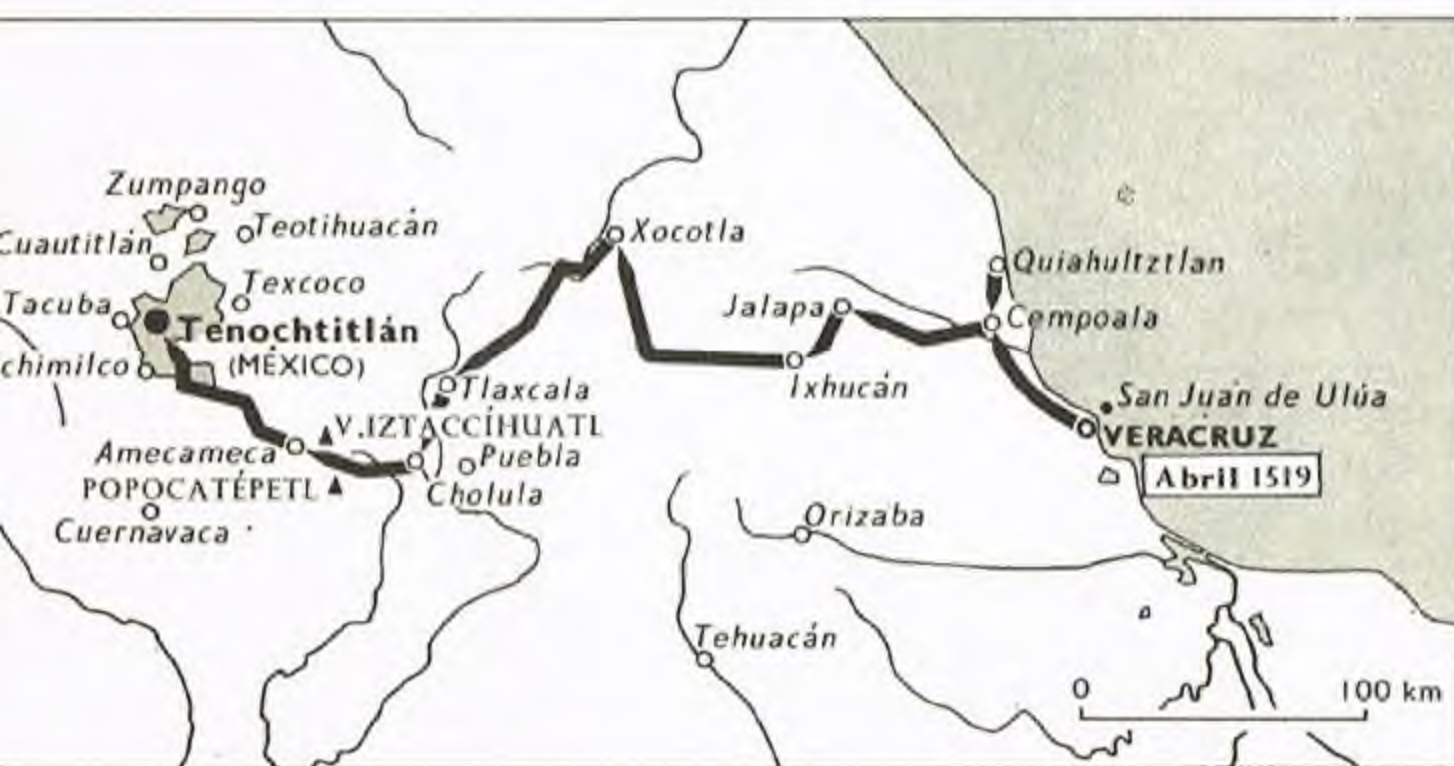 Zumpango
Teotihuacán
Cuautitlán
Xocotla
Quiahultztlan
Texcoco
Tacuba
Jalapa
Cempoala
Tenochtitlán
(MÉXICO)
chimilco
Tlaxcala
Ixhucán
San Juan de Ulúa
V.IZTACCÍHUATL
VERACRUZ
Amecameca
Puebla
Abril 1519
POPOCATÉPETL
Cholula
Cuernavaca
Orizaba
Tehuacán
0 100 km